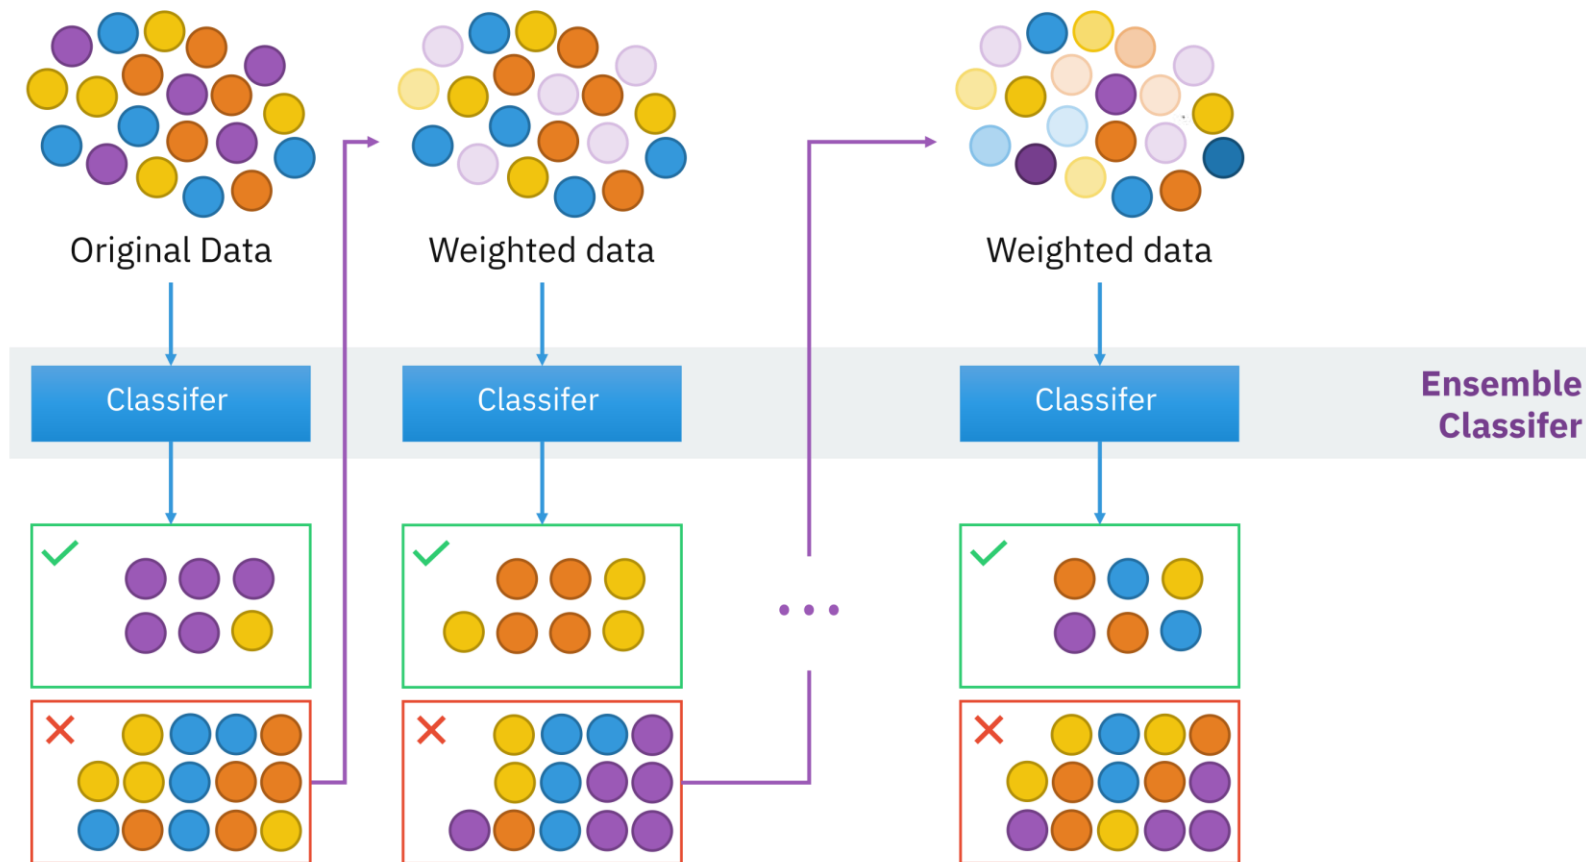 Original Data
Weighted data
Weighted data
Classifer
Classifer
Classifer
Ensemble
Classifer